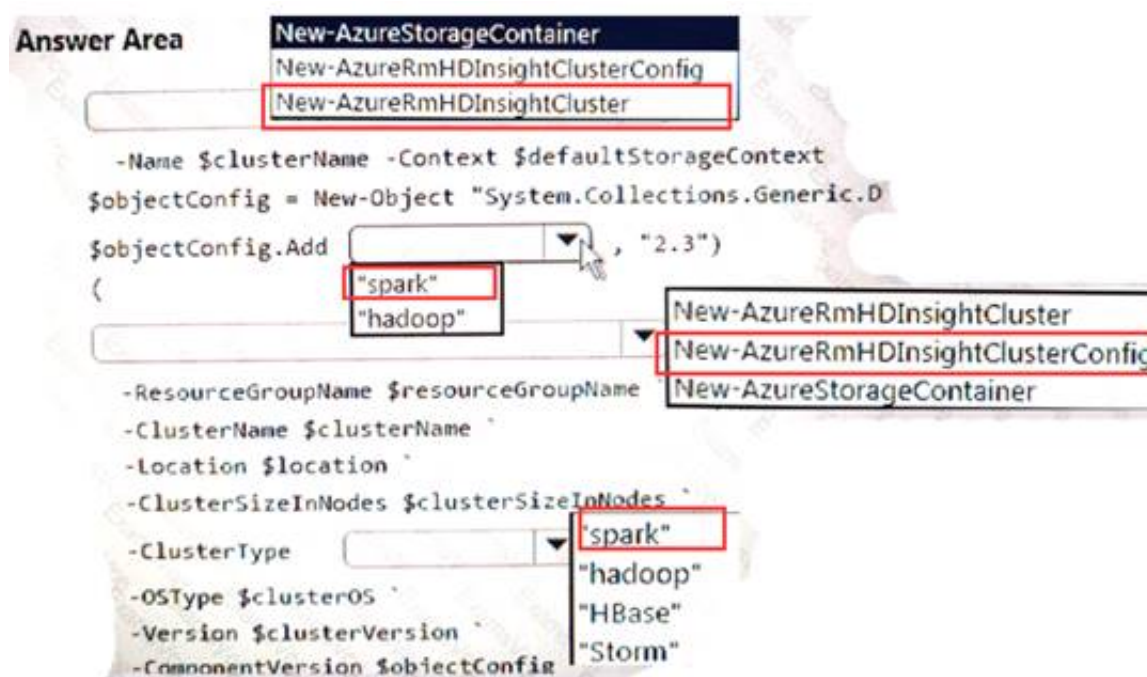 Answer Area
New-AzureStorageContainer
New-AzureRmHDInsightClusterConfig
New-AzureRmHDInsightCluster
-Name $clusterName -Context $defaultStorageContext
$objectConfig = New-Object "System.Collections.Generic.D
$objectConfig.Add , "2.3")
"spark"
"hadoop"
(
New-AzureRmHDInsightCluster
New-AzureRmHDInsightClusterConfig
New-AzureStorageContainer
-ResourceGroupName $resourceGroupName `
-ClusterName $clusterName `
-Location $location `
-ClusterSizeInNodes $clusterSizeInNodes `
-ClusterType
"spark"
"hadoop"
"HBase"
"Storm"
-OSType $clusterOS `
-Version $clusterVersion `
-ComponentVersion $objectConfig